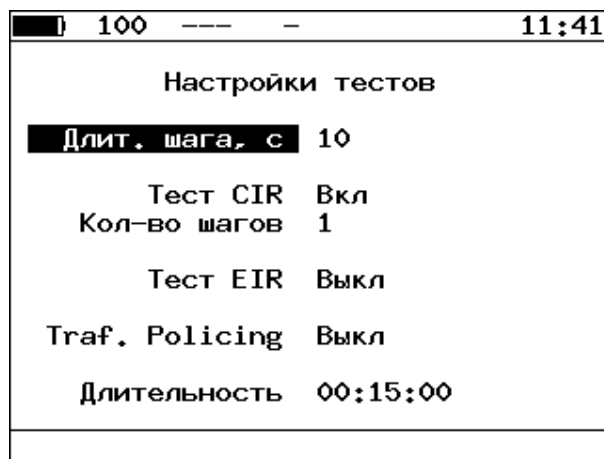 100 --- - 11:41
Настройки тестов
Длит. шага, с 10
Тест CIR Вкл
Кол-во шагов 1
Тест EIR Выкл
Traf. Policing Выкл
Длительность 00:15:00